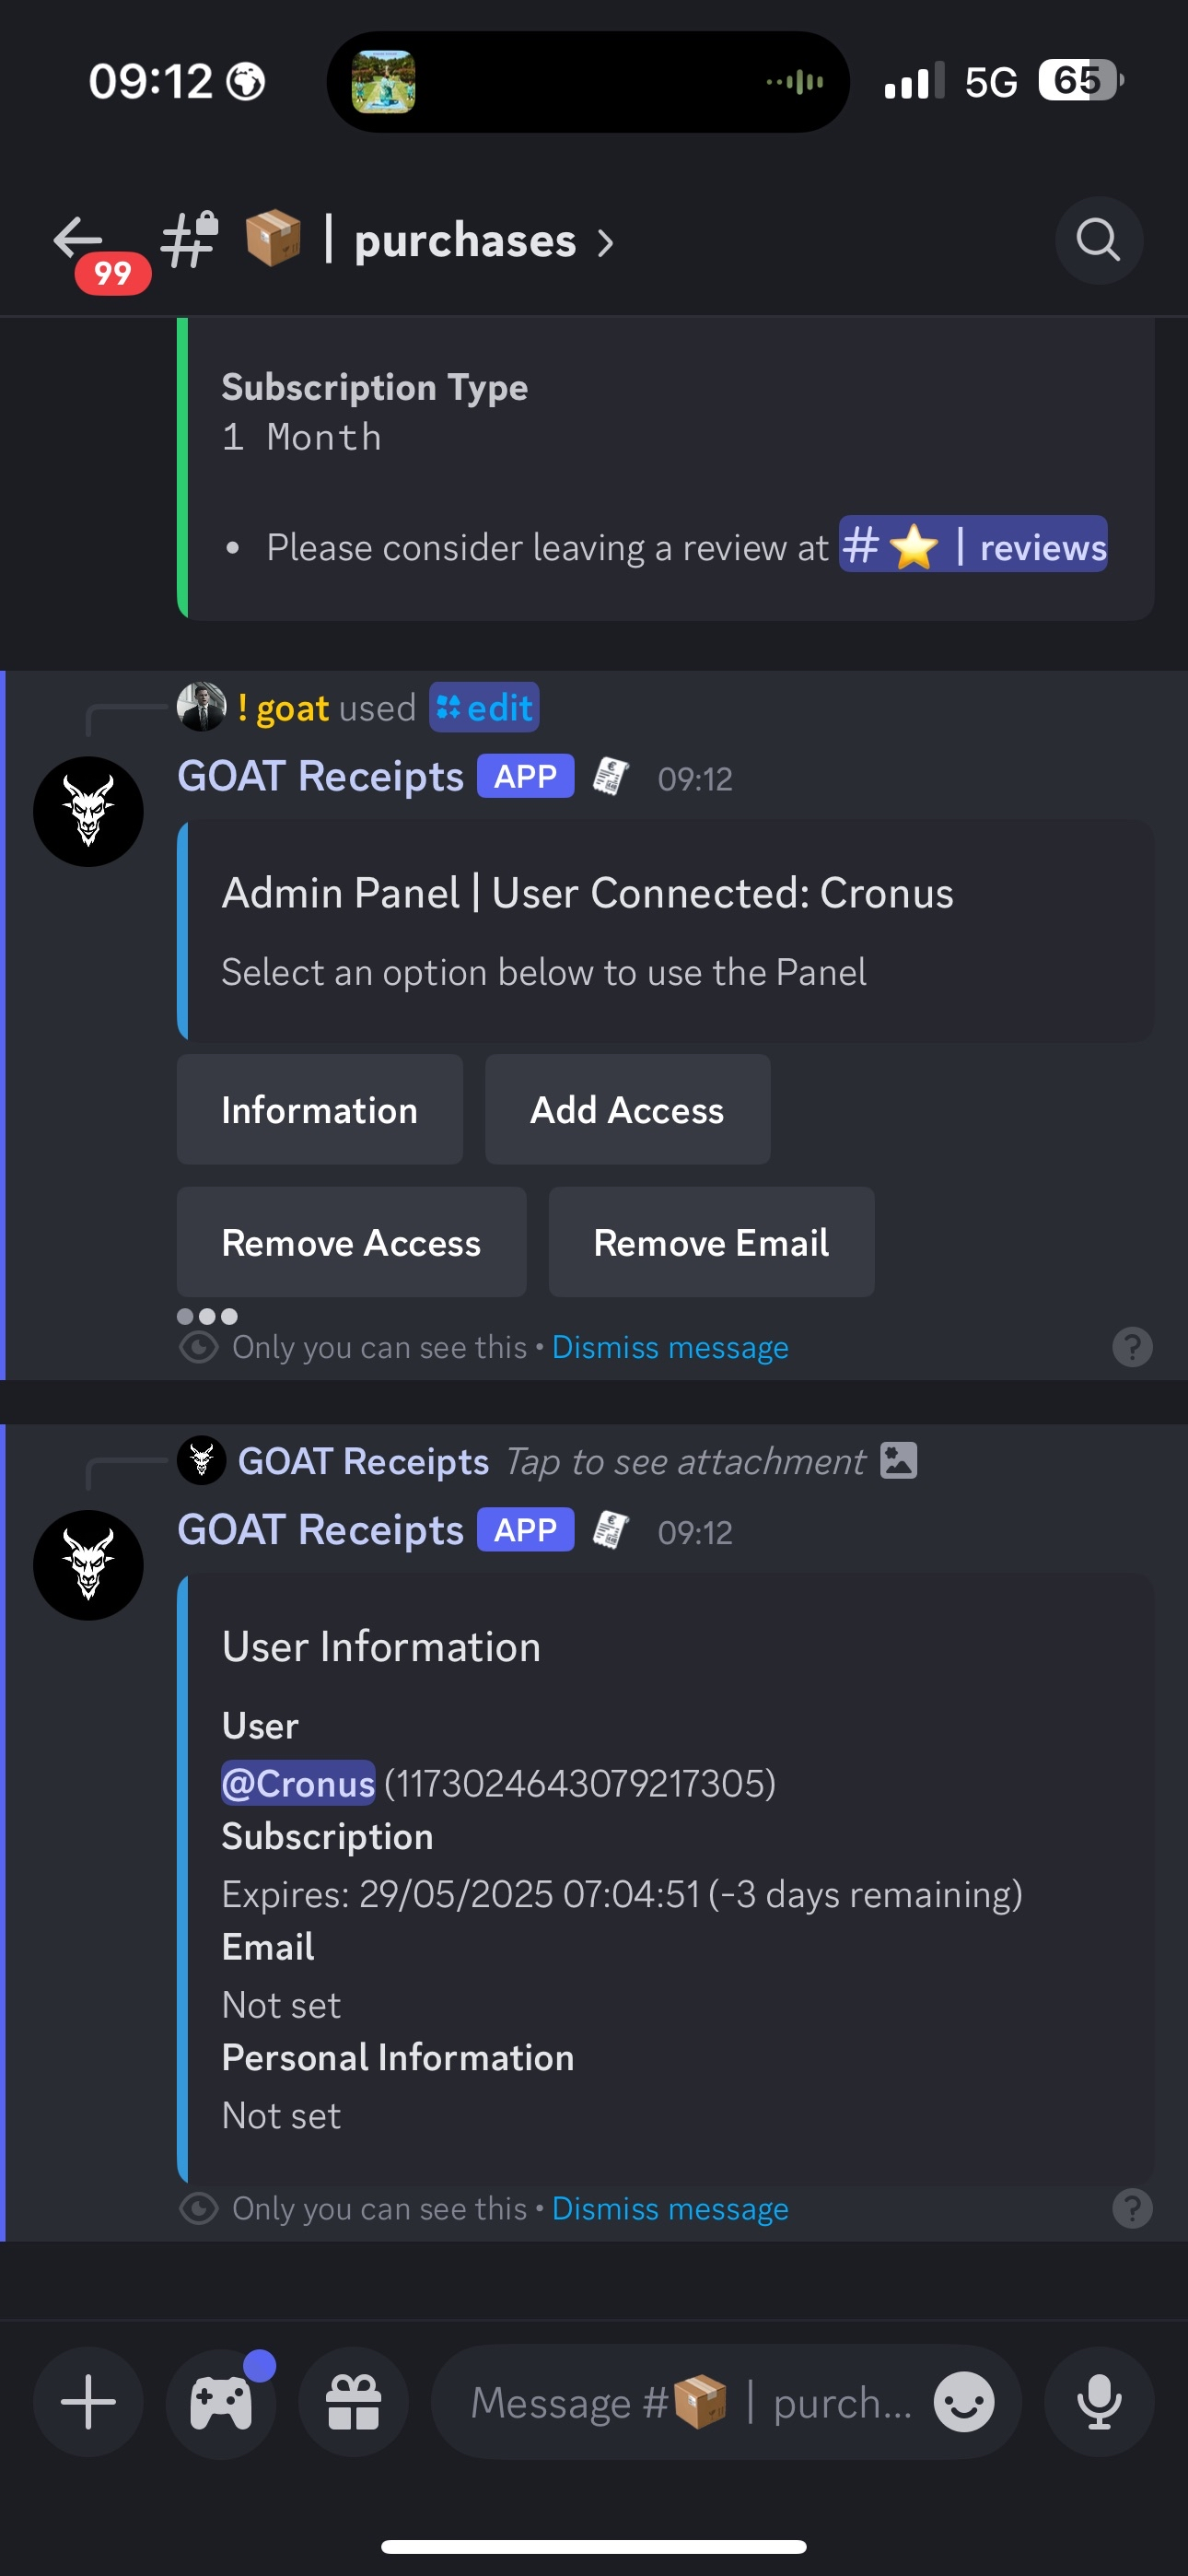 09:12
5G 65
99 # | purchases >
Subscription Type
1 Month
• Please consider leaving a review at # | reviews
! goat used edit
GOAT Receipts APP 09:12
Admin Panel | User Connected: Cronus
Select an option below to use the Panel
Information Add Access
Remove Access Remove Email
Only you can see this • Dismiss message ?
GOAT Receipts Tap to see attachment
GOAT Receipts APP 09:12
User Information
User
@Cronus (1173024643079217305)
Subscription
Expires: 29/05/2025 07:04:51 (-3 days remaining)
Email
Not set
Personal Information
Not set
Only you can see this • Dismiss message ?
Message # | purch...